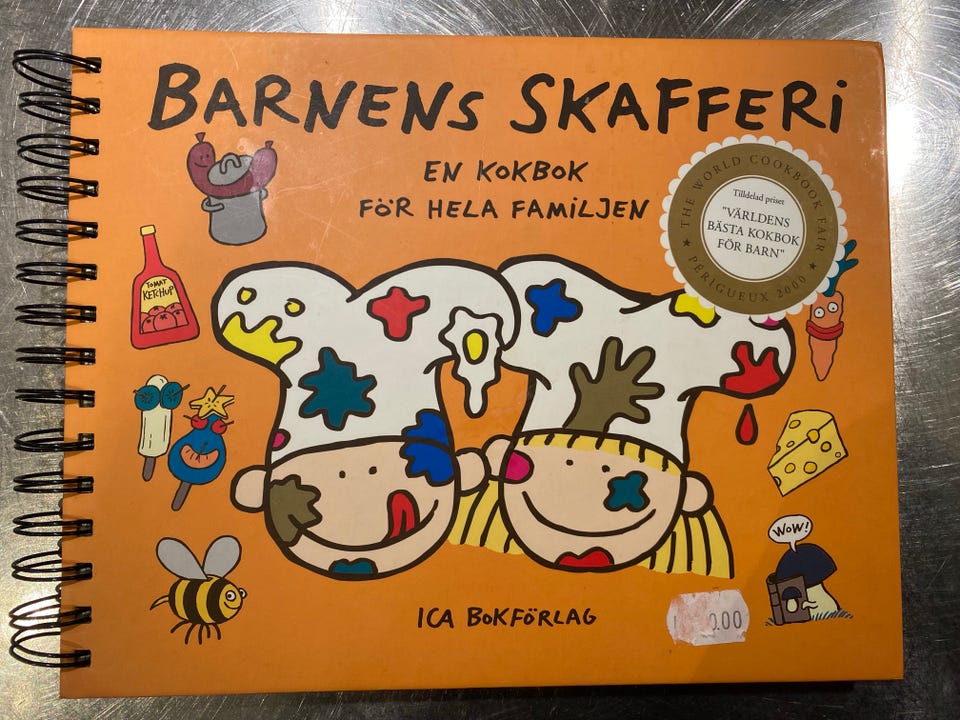 BARNENS SKAFFERI
EN KOKBOK
FÖR HELA FAMILJEN
THE WORLD COOKBOOK FAIR
Tilldelad priset
"VÄRLDENS
BÄSTA KOKBOK
FÖR BARN"
PÉRIGUEUX 2000
TOMAT
KETCHUP
WOW!
ICA BOKFÖRLAG